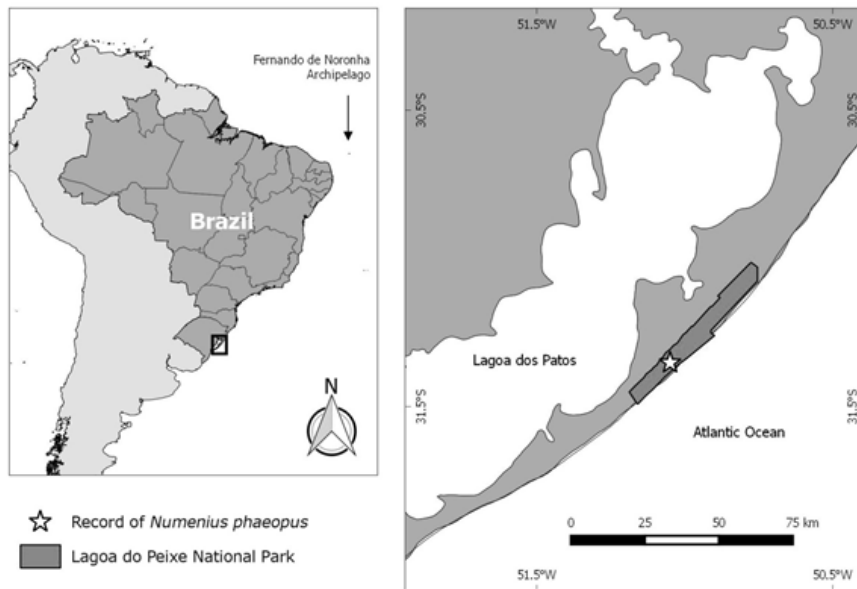 Fernando de Noronha
Archipelago
Brazil
N
Record of Numenius phaeopus
Lagoa do Peixe National Park
51.5°W
50.5°W
30.5°S
30.5°S
Lagoa dos Patos
31.5°S
31.5°S
Atlantic Ocean
0 25 50 75 km
51.5°W
50.5°W